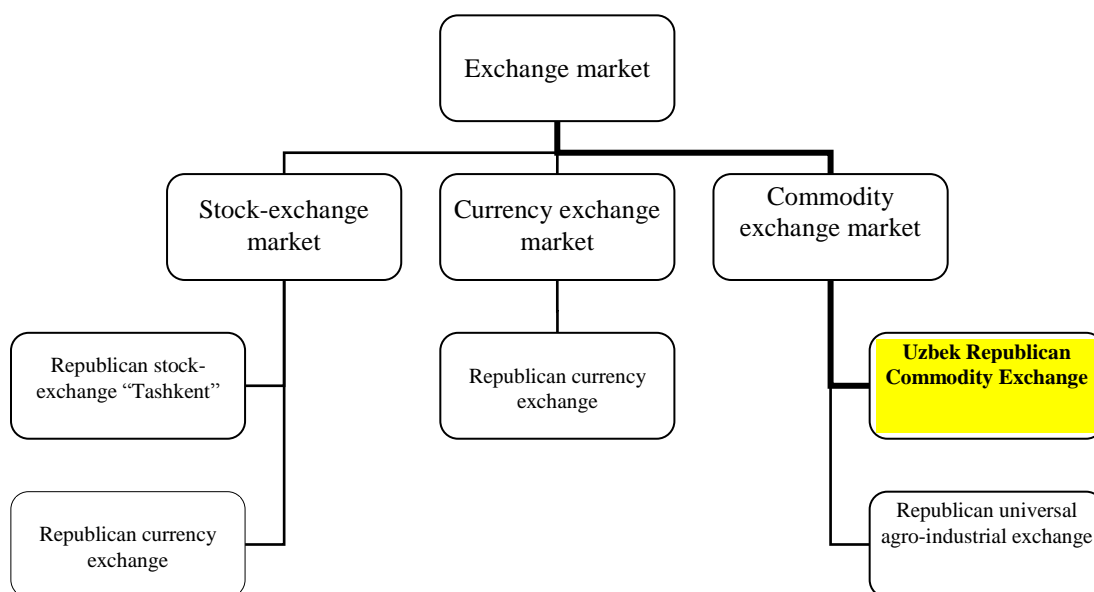 Exchange market
Stock-exchange
market
Currency exchange
market
Commodity
exchange market
Republican stock-
exchange “Tashkent”
Republican currency
exchange
Uzbek Republican
Commodity Exchange
Republican currency
exchange
Republican universal
agro-industrial exchange